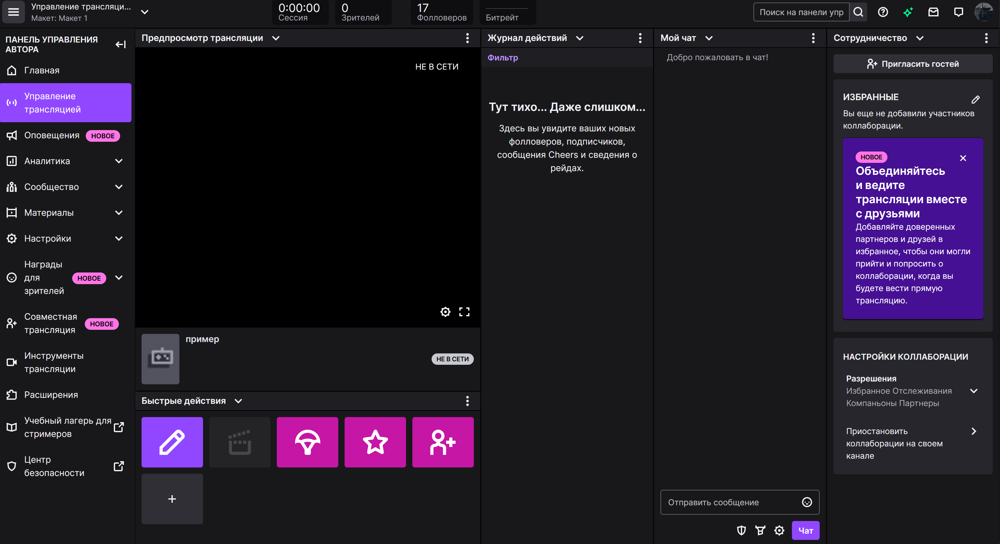 Управление трансляци...
Макет: Макет 1
0:00:00
Сессия
0
Зрителей
17
Фолловеров
Битрейт
Поиск на панели упр
ПАНЕЛЬ УПРАВЛЕНИЯ
АВТОРА
Главная
Управление
трансляцией
Оповещения НОВОЕ
Аналитика
Сообщество
Материалы
Настройки
Награды
для
зрителей
НОВОЕ
Совместная
трансляция
НОВОЕ
Инструменты
трансляции
Расширения
Учебный лагерь для
стримеров
Центр
безопасности
Предпросмотр трансляции
НЕ В СЕТИ
пример
НЕ В СЕТИ
Быстрые действия
Журнал действий
Фильтр
Тут тихо... Даже слишком...
Здесь вы увидите ваших новых
фолловеров, подписчиков,
сообщения Cheers и сведения о
рейдах.
Мой чат
Добро пожаловать в чат!
Отправить сообщение
Чат
Сотрудничество
Пригласить гостей
ИЗБРАННЫЕ
Вы еще не добавили участников
коллаборации.
НОВОЕ
Объединяйтесь
и ведите
трансляции вместе
с друзьями
Добавляйте доверенных
партнеров и друзей в
избранное, чтобы они могли
прийти и попросить о
коллаборации, когда вы
будете вести прямую
трансляцию.
НАСТРОЙКИ КОЛЛАБОРАЦИИ
Разрешения
Избранное Отслеживания
Компаньоны Партнеры
Приостановить
коллаборации на своем
канале